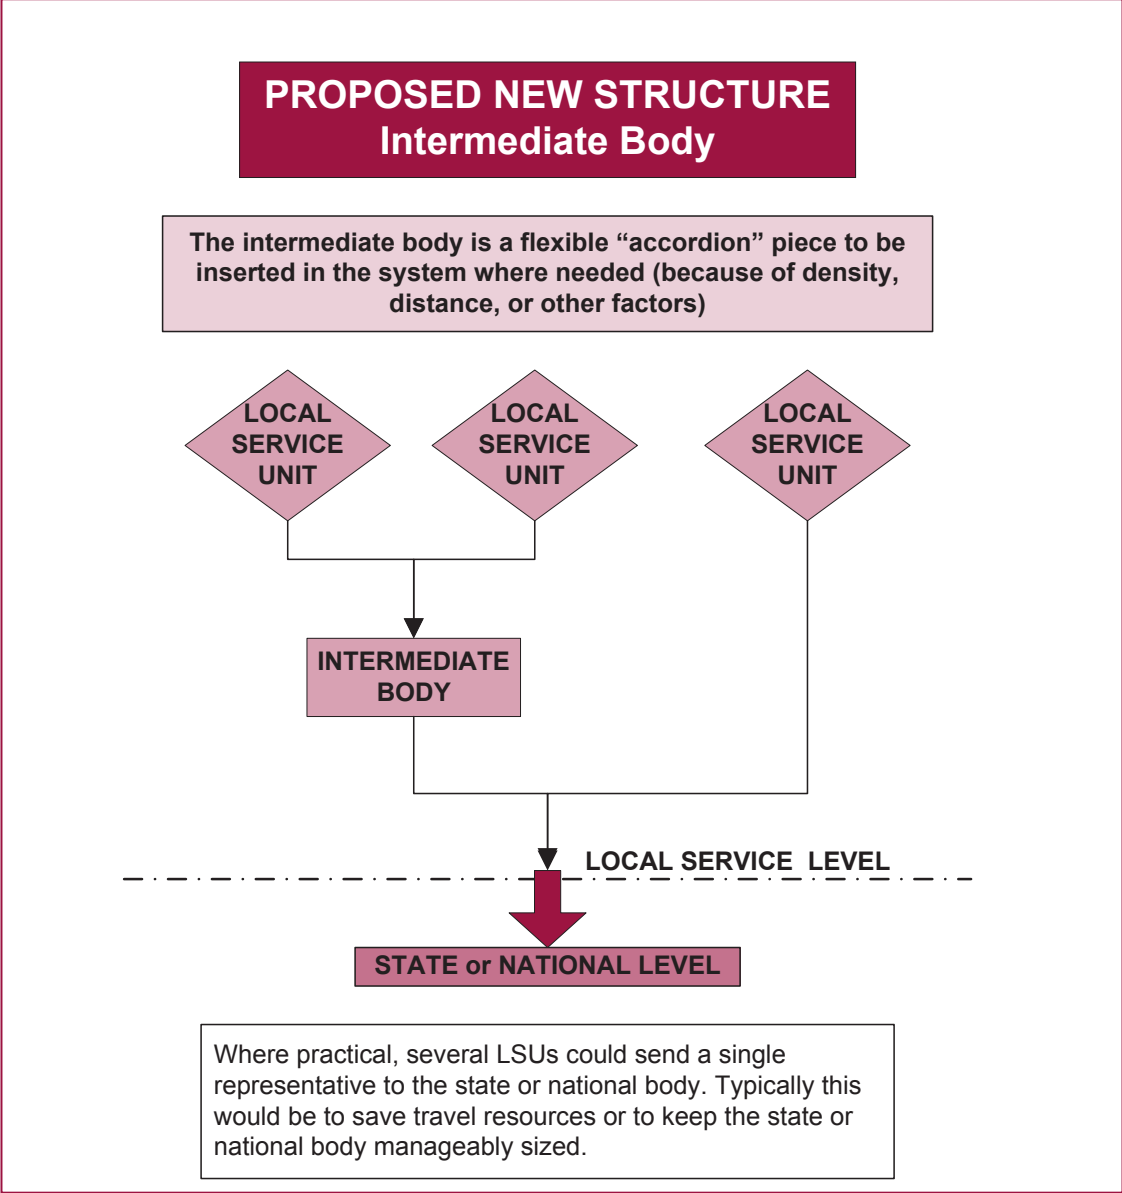 PROPOSED NEW STRUCTURE
Intermediate Body
The intermediate body is a flexible “accordion” piece to be
inserted in the system where needed (because of density,
distance, or other factors)
LOCAL
SERVICE
UNIT
LOCAL
SERVICE
UNIT
LOCAL
SERVICE
UNIT
INTERMEDIATE
BODY
LOCAL SERVICE LEVEL
STATE or NATIONAL LEVEL
Where practical, several LSUs could send a single
representative to the state or national body. Typically this
would be to save travel resources or to keep the state or
national body manageably sized.